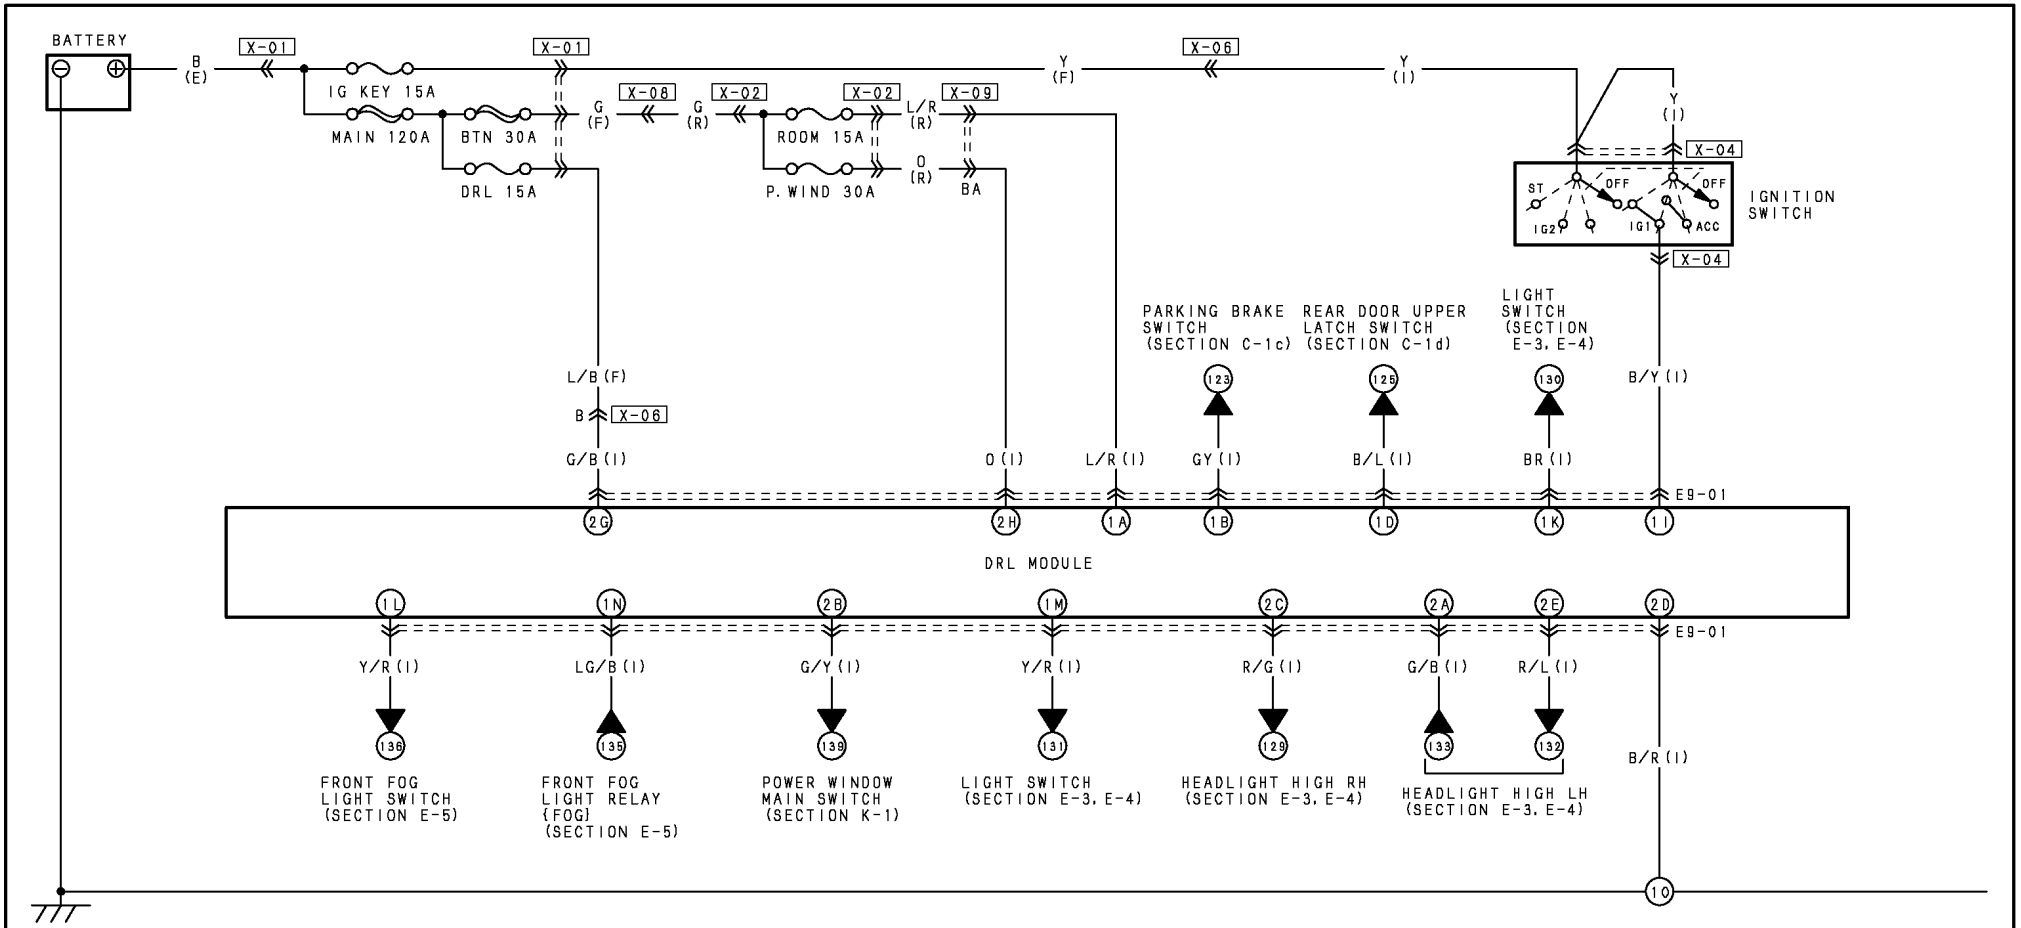 BATTERY
B
(E)
X-01
X-01
Y
(F)
X-06
Y
(I)
IG KEY 15A
G
(F)
X-08
G
(R)
X-02
X-02
L/R
(R)
X-09
Y
(I)
MAIN 120A
BTN 30A
ROOM 15A
O
(R)
DRL 15A
P.WIND 30A
BA
X-04
ST
OFF
OFF
IG2
IG1
ACC
IGNITION
SWITCH
X-04
PARKING BRAKE
SWITCH
(SECTION C-1c)
REAR DOOR UPPER
LATCH SWITCH
(SECTION C-1d)
LIGHT
SWITCH
(SECTION
E-3, E-4)
L/B (F)
123
125
130
B/Y (I)
B
X-06
G/B (I)
O (I)
L/R (I)
GY (I)
B/L (I)
BR (I)
E9-01
2G
2H
1A
1B
1D
1K
1I
DRL MODULE
1L
1N
2B
1M
2C
2A
2E
2D
E9-01
Y/R (I)
LG/B (I)
G/Y (I)
Y/R (I)
R/G (I)
G/B (I)
R/L (I)
136
135
139
131
129
133
132
B/R (I)
FRONT FOG
LIGHT SWITCH
(SECTION E-5)
FRONT FOG
LIGHT RELAY
{FOG}
(SECTION E-5)
POWER WINDOW
MAIN SWITCH
(SECTION K-1)
LIGHT SWITCH
(SECTION E-3, E-4)
HEADLIGHT HIGH RH
(SECTION E-3, E-4)
HEADLIGHT HIGH LH
(SECTION E-3, E-4)
10